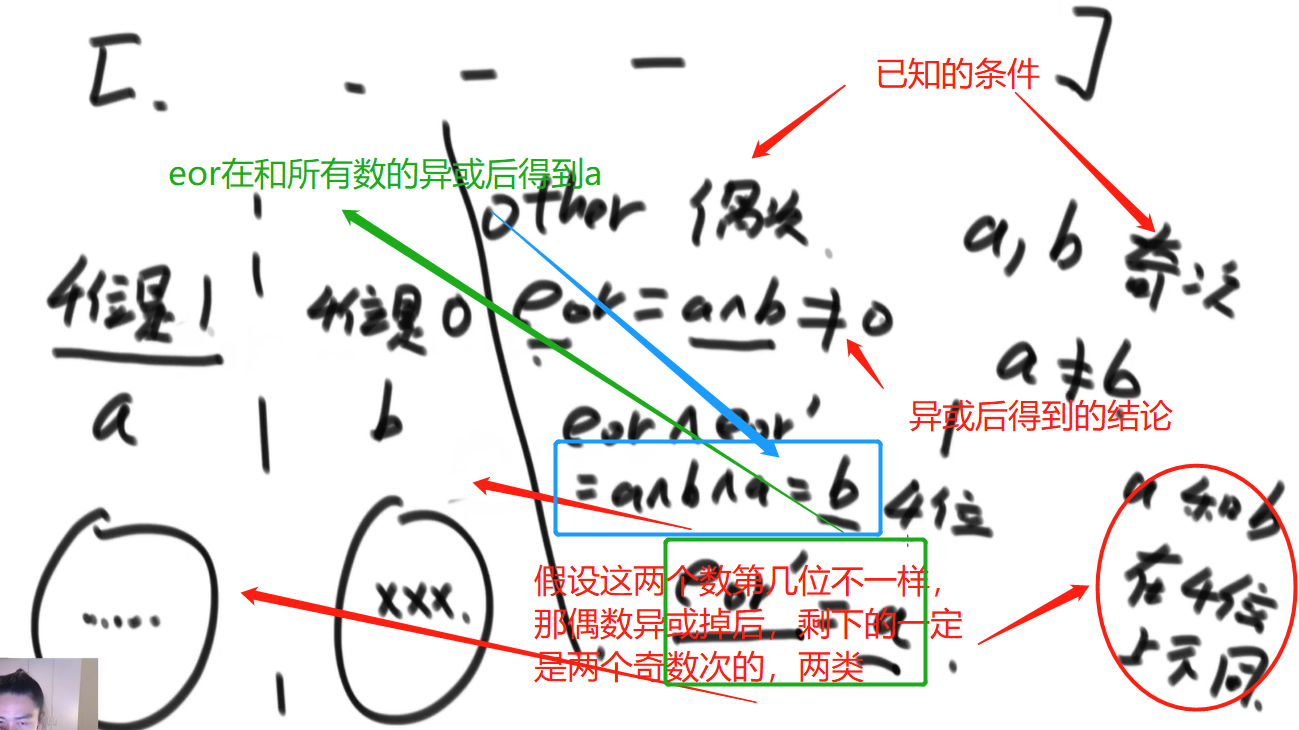 [. . — — ]
已知的条件
eor在和所有数的异或后得到a
other 偶次.
a, b 奇次
4位是1
4位是0
eor = a∧b ≠ 0
a ≠ b
异或后得到的结论
a
b
eor ∧ eor'
= a∧b∧a = b
4位
a 和 b
在4位
上不同.
.....
xxx.
eor' = a
假设这两个数第几位不一样，
那偶数异或掉后，剩下的一定
是两个奇数次的，两类